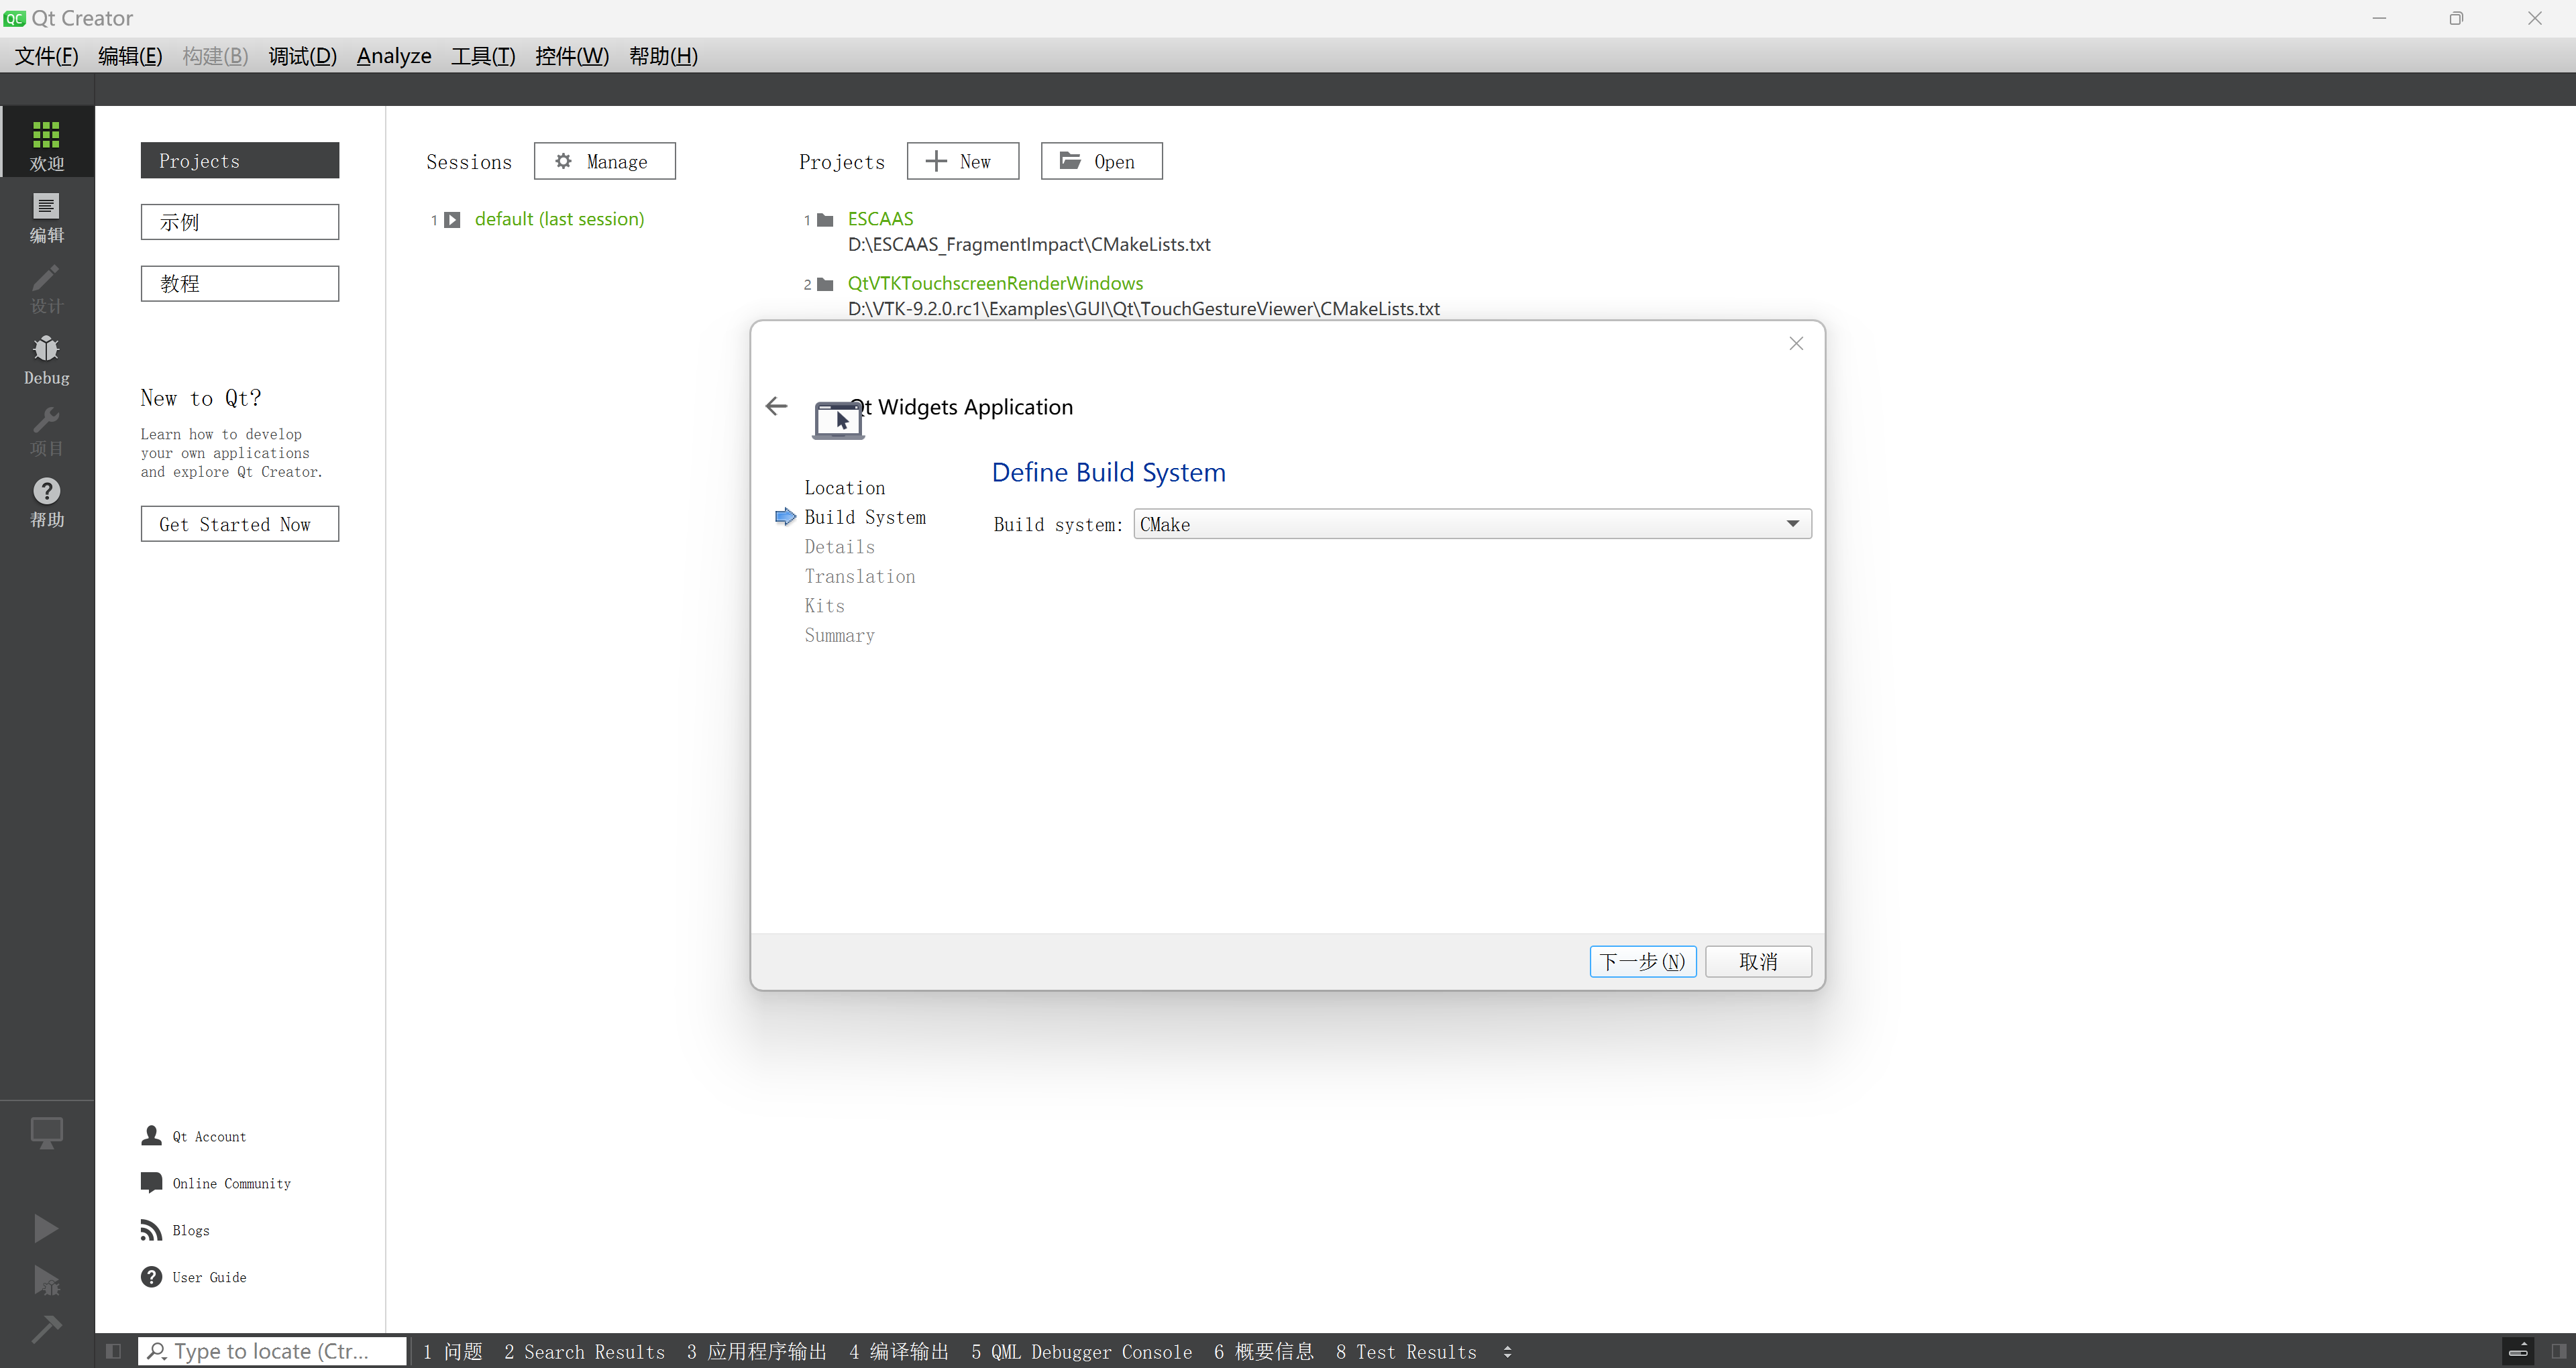 Qt Creator
文件(F) 编辑(E) 构建(B) 调试(D) Analyze 工具(T) 控件(W) 帮助(H)
欢迎
编辑
设计
Debug
项目
帮助
Projects
示例
教程
New to Qt?
Learn how to develop
your own applications
and explore Qt Creator.
Get Started Now
Qt Account
Online Community
Blogs
User Guide
Sessions Manage
1 default (last session)
Projects New Open
1 ESCAAS
D:\ESCAAS_FragmentImpact\CMakeLists.txt
2 QtVTKTouchscreenRenderWindows
D:\VTK-9.2.0.rc1\Examples\GUI\Qt\TouchGestureViewer\CMakeLists.txt
Qt Widgets Application
Location
Build System
Details
Translation
Kits
Summary
Define Build System
Build system: CMake
下一步(N) 取消
Type to locate (Ctr... 1 问题 2 Search Results 3 应用程序输出 4 编译输出 5 QML Debugger Console 6 概要信息 8 Test Results